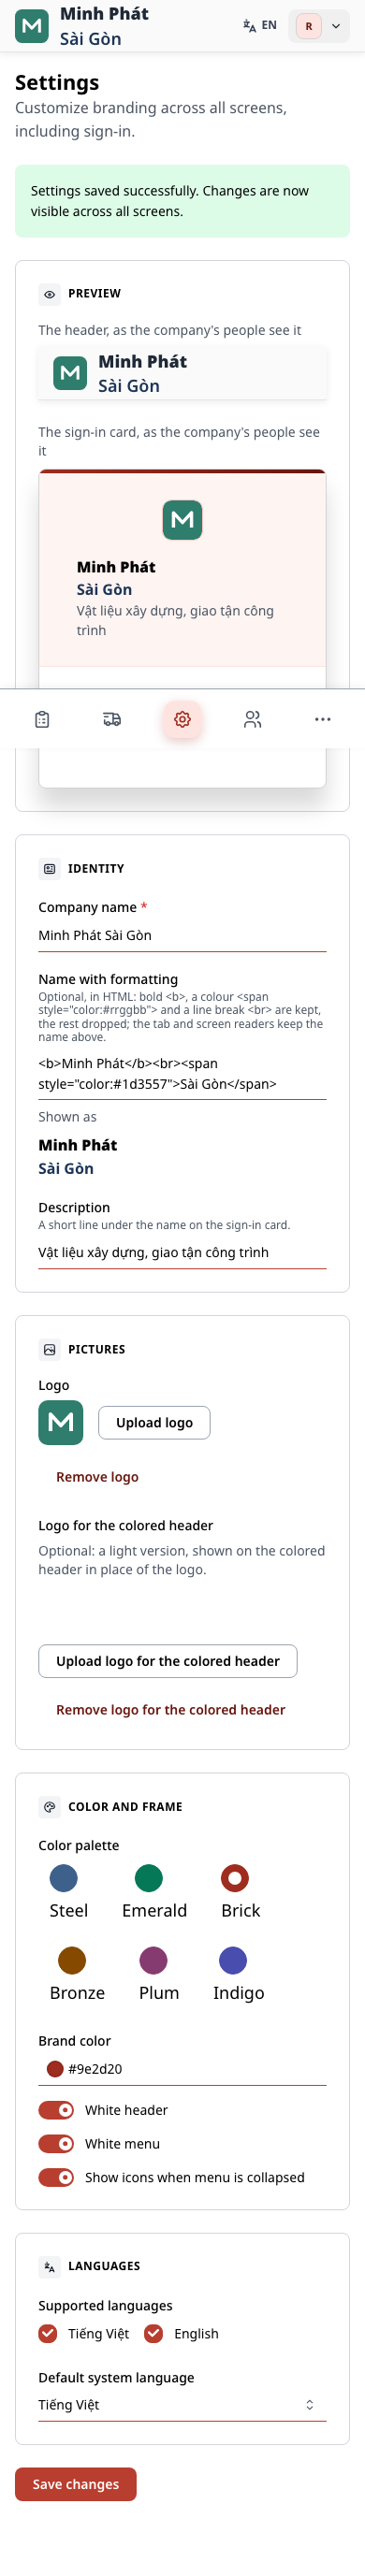 Minh Phát
Sài Gòn
EN
R
Settings
Customize branding across all screens,
including sign-in.
Settings saved successfully. Changes are now
visible across all screens.
PREVIEW
The header, as the company's people see it
Minh Phát
Sài Gòn
The sign-in card, as the company's people see
it
Minh Phát
Sài Gòn
Vật liệu xây dựng, giao tận công
trình
IDENTITY
Company name *
Minh Phát Sài Gòn
Name with formatting
Optional, in HTML: bold <b>, a colour <span
style="color:#rrggbb"> and a line break <br> are kept,
the rest dropped; the tab and screen readers keep the
name above.
<b>Minh Phát</b><br><span
style="color:#1d3557">Sài Gòn</span>
Shown as
Minh Phát
Sài Gòn
Description
A short line under the name on the sign-in card.
Vật liệu xây dựng, giao tận công trình
PICTURES
Logo
Upload logo
Remove logo
Logo for the colored header
Optional: a light version, shown on the colored
header in place of the logo.
Upload logo for the colored header
Remove logo for the colored header
COLOR AND FRAME
Color palette
Steel Emerald Brick
Bronze Plum Indigo
Brand color
#9e2d20
White header
White menu
Show icons when menu is collapsed
LANGUAGES
Supported languages
Tiếng Việt English
Default system language
Tiếng Việt
Save changes